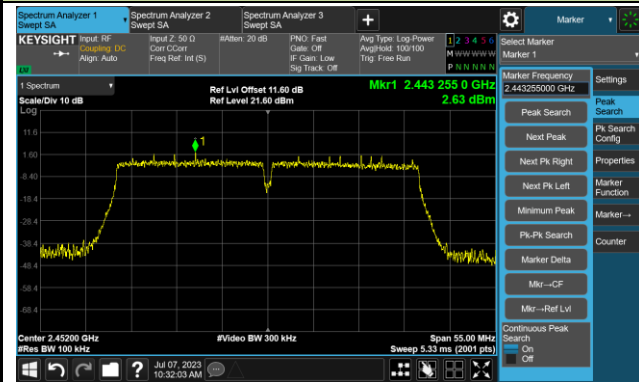 Spectrum Analyzer 1
Swept SA
Spectrum Analyzer 2
Swept SA
Spectrum Analyzer 3
Swept SA
+
Marker
KEYSIGHT
Input: RF
Coupling: DC
Align: Auto
Input Z: 50 Ω
Corr CCorr
Freq Ref: Int (S)
#Atten: 20 dB
PNO: Fast
Gate: Off
IF Gain: Low
Sig Track: Off
Avg Type: Log-Power
Avg|Hold: 100/100
Trig: Free Run
1 2 3 4 5 6
M W W W W W
P N N N N N
Select Marker
Marker 1
1 Spectrum
Scale/Div 10 dB
Log
Ref Lvl Offset 11.60 dB
Ref Level 21.60 dBm
Mkr1 2.443 255 0 GHz
2.63 dBm
11.6
1.60
-8.40
-18.4
-28.4
-38.4
-48.4
-58.4
-68.4
1
Center 2.45200 GHz
#Res BW 100 kHz
#Video BW 300 kHz
Span 55.00 MHz
Sweep 5.33 ms (2001 pts)
Marker Frequency
2.443255000 GHz
Peak Search
Next Peak
Next Pk Right
Next Pk Left
Minimum Peak
Pk-Pk Search
Marker Delta
Mkr→CF
Mkr→Ref Lvl
Continuous Peak
Search
On
Off
Settings
Peak
Search
Pk Search
Config
Properties
Marker
Function
Marker→
Counter
?
Jul 07, 2023
10:32:03 AM